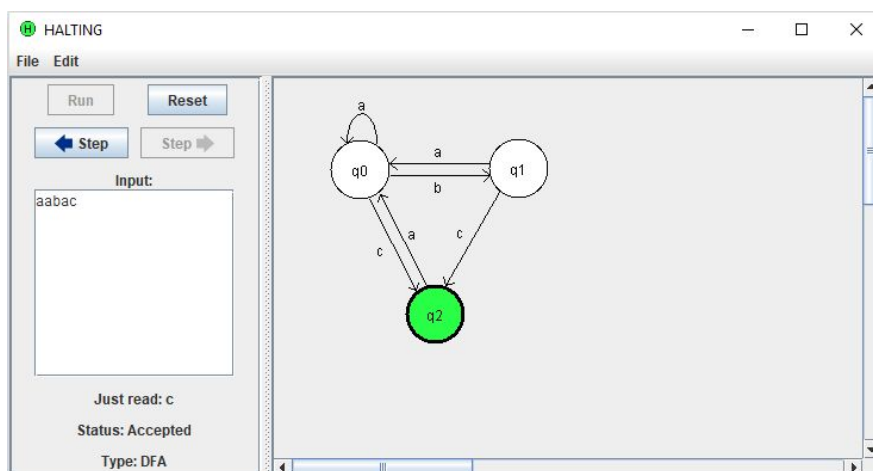 HALTING
File Edit
Run Reset
Step Step
Input:
aabac
Just read: c
Status: Accepted
Type: DFA
a
q0
a
q1
b
c
a
c
q2